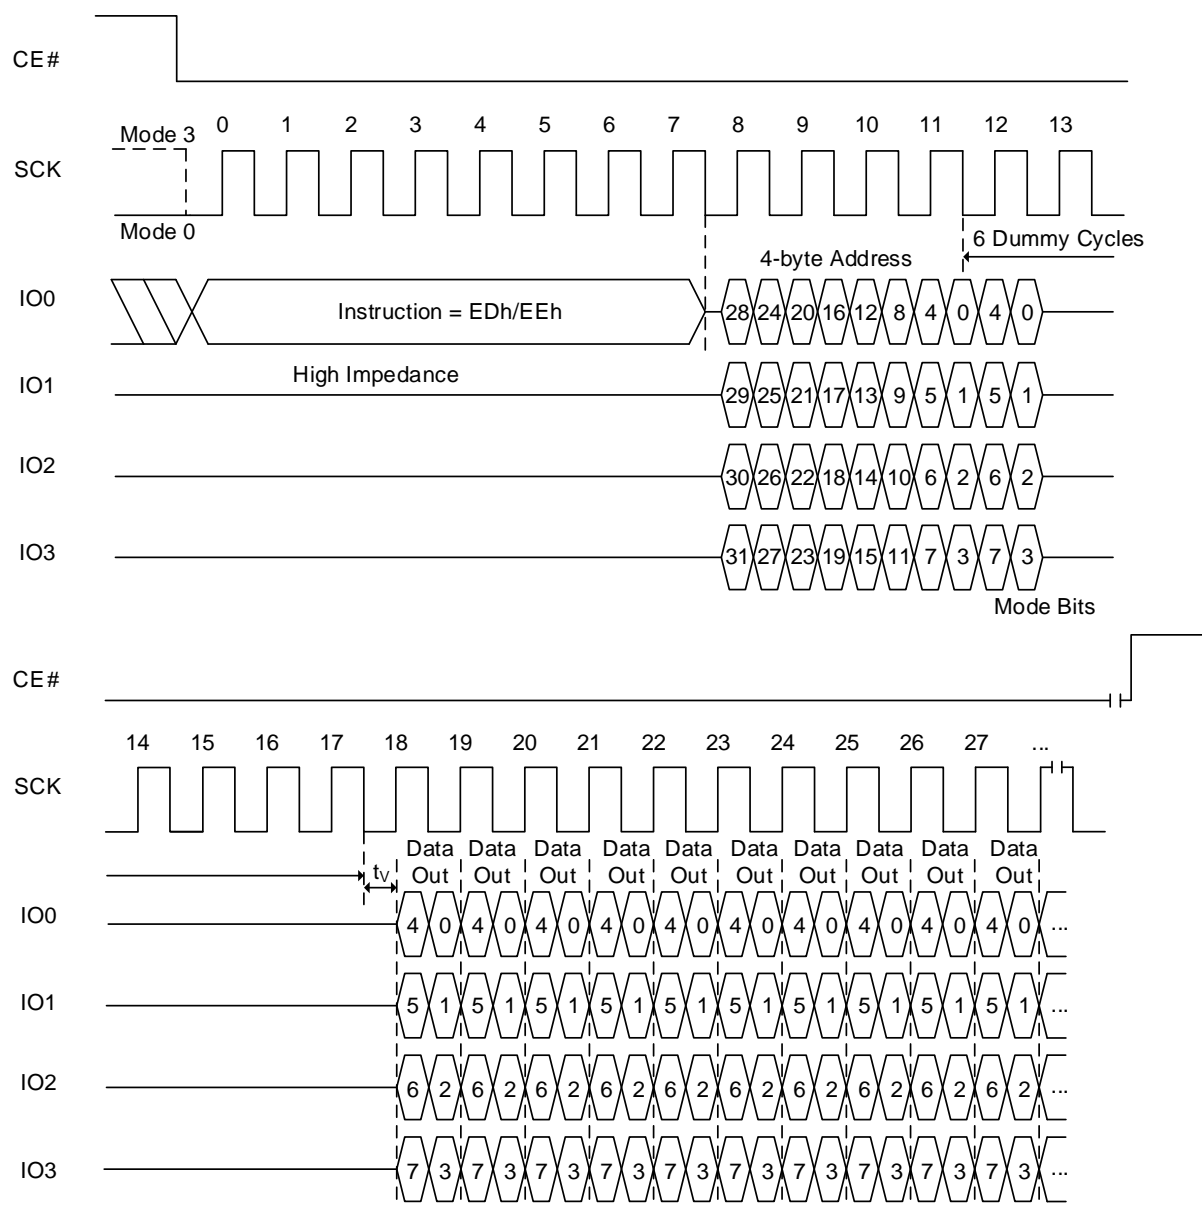 CE#
0 1 2 3 4 5 6 7 8 9 10 11 12 13
Mode 3
SCK
Mode 0
6 Dummy Cycles
4-byte Address
IO0
Instruction = EDh/EEh
28 24 20 16 12 8 4 0 4 0
High Impedance
IO1
29 25 21 17 13 9 5 1 5 1
IO2
30 26 22 18 14 10 6 2 6 2
IO3
31 27 23 19 15 11 7 3 7 3
Mode Bits
CE#
14 15 16 17 18 19 20 21 22 23 24 25 26 27 ...
SCK
Data Data Data Data Data Data Data Data Data Data
tV Out Out Out Out Out Out Out Out Out Out
IO0
4 0 4 0 4 0 4 0 4 0 4 0 4 0 4 0 4 0 4 0 ...
IO1
5 1 5 1 5 1 5 1 5 1 5 1 5 1 5 1 5 1 5 1 ...
IO2
6 2 6 2 6 2 6 2 6 2 6 2 6 2 6 2 6 2 6 2 ...
IO3
7 3 7 3 7 3 7 3 7 3 7 3 7 3 7 3 7 3 7 3 ...